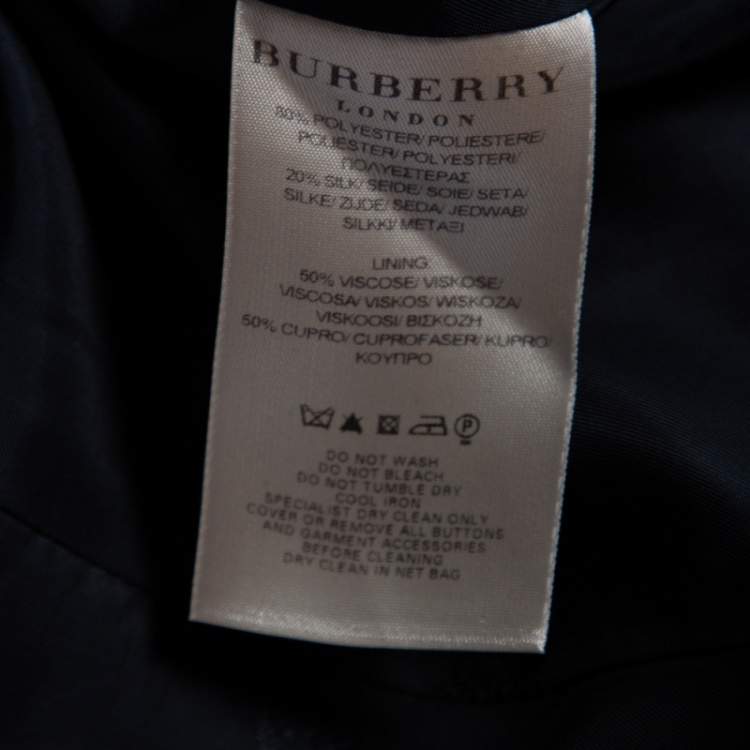 BURBERRY
LONDON
80% POLYESTER/ POLIESTERE/
POLIESTER/ POLYESTERI/
ΠΟΛΥΕΣΤΕΡΑΣ
20% SILK/ SEIDE/ SOIE/ SETA/
SILKE/ ZIJDE/ SEDA/ JEDWAB/
SILKKI/ ΜΕΤΑΞΙ
LINING:
50% VISCOSE/ VISKOSE/
VISCOSA/ VISKOS/ WISKOZA/
VISKOOSI/ ΒΙΣΚΟΖΗ
50% CUPRO/ CUPROFASER/ KUPRO/
ΚΟΥΠΡΟ
P
DO NOT WASH
DO NOT BLEACH
DO NOT TUMBLE DRY
COOL IRON
SPECIALIST DRY CLEAN ONLY
COVER OR REMOVE ALL BUTTONS
AND GARMENT ACCESSORIES
BEFORE CLEANING
DRY CLEAN IN NET BAG